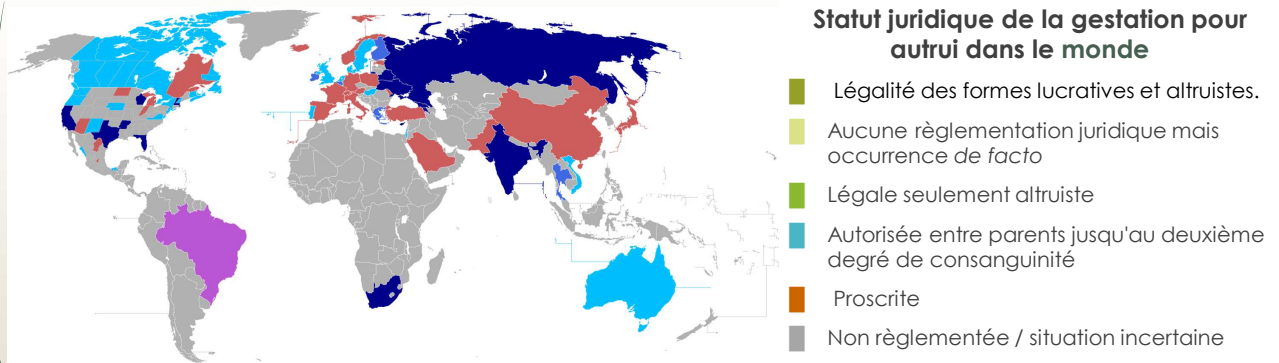 Statut juridique de la gestation pour
autrui dans le monde
Légalité des formes lucratives et altruistes.
Aucune règlementation juridique mais
occurrence de facto
Légale seulement altruiste
Autorisée entre parents jusqu'au deuxième
degré de consanguinité
Proscrite
Non règlementée / situation incertaine